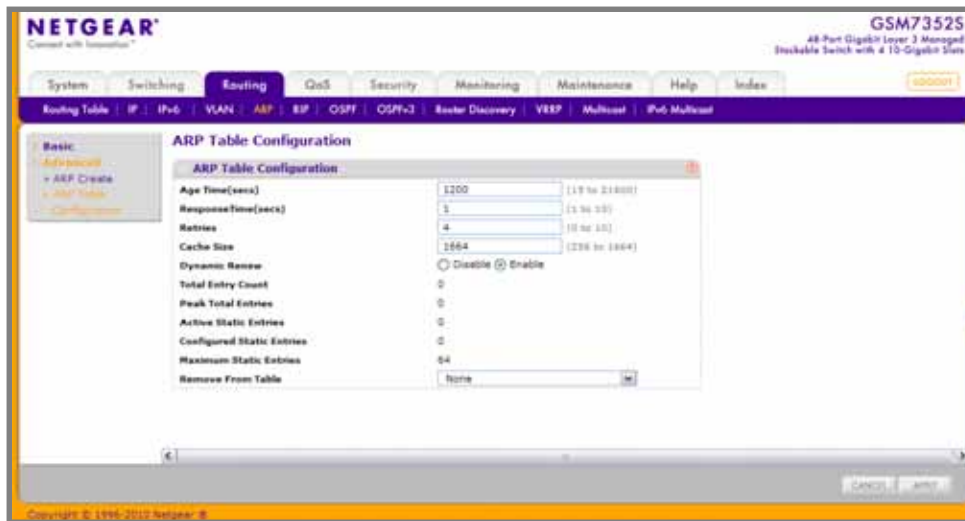 NETGEAR®
Connect with Innovation™
GSM7352S
48-Port Gigabit Layer 3 Managed
Stackable Switch with 4 10-Gigabit Slots
System Switching Routing QoS Security Monitoring Maintenance Help Index LOGOUT
Routing Table | IP | IPv6 | VLAN | ARP | RIP | OSPF | OSPFv3 | Router Discovery | VRRP | Multicast | IPv6 Multicast
Basic
Advanced
ARP Create
ARP Table
Configuration
ARP Table Configuration
ARP Table Configuration
Age Time(secs) 1200 (15 to 21600)
ResponseTime(secs) 1 (1 to 10)
Retries 4 (0 to 10)
Cache Size 1664 (256 to 1664)
Dynamic Renew Disable Enable
Total Entry Count 0
Peak Total Entries 0
Active Static Entries 0
Configured Static Entries 0
Maximum Static Entries 64
Remove From Table None
CANCEL APPLY
Copyright © 1996-2010 Netgear ®